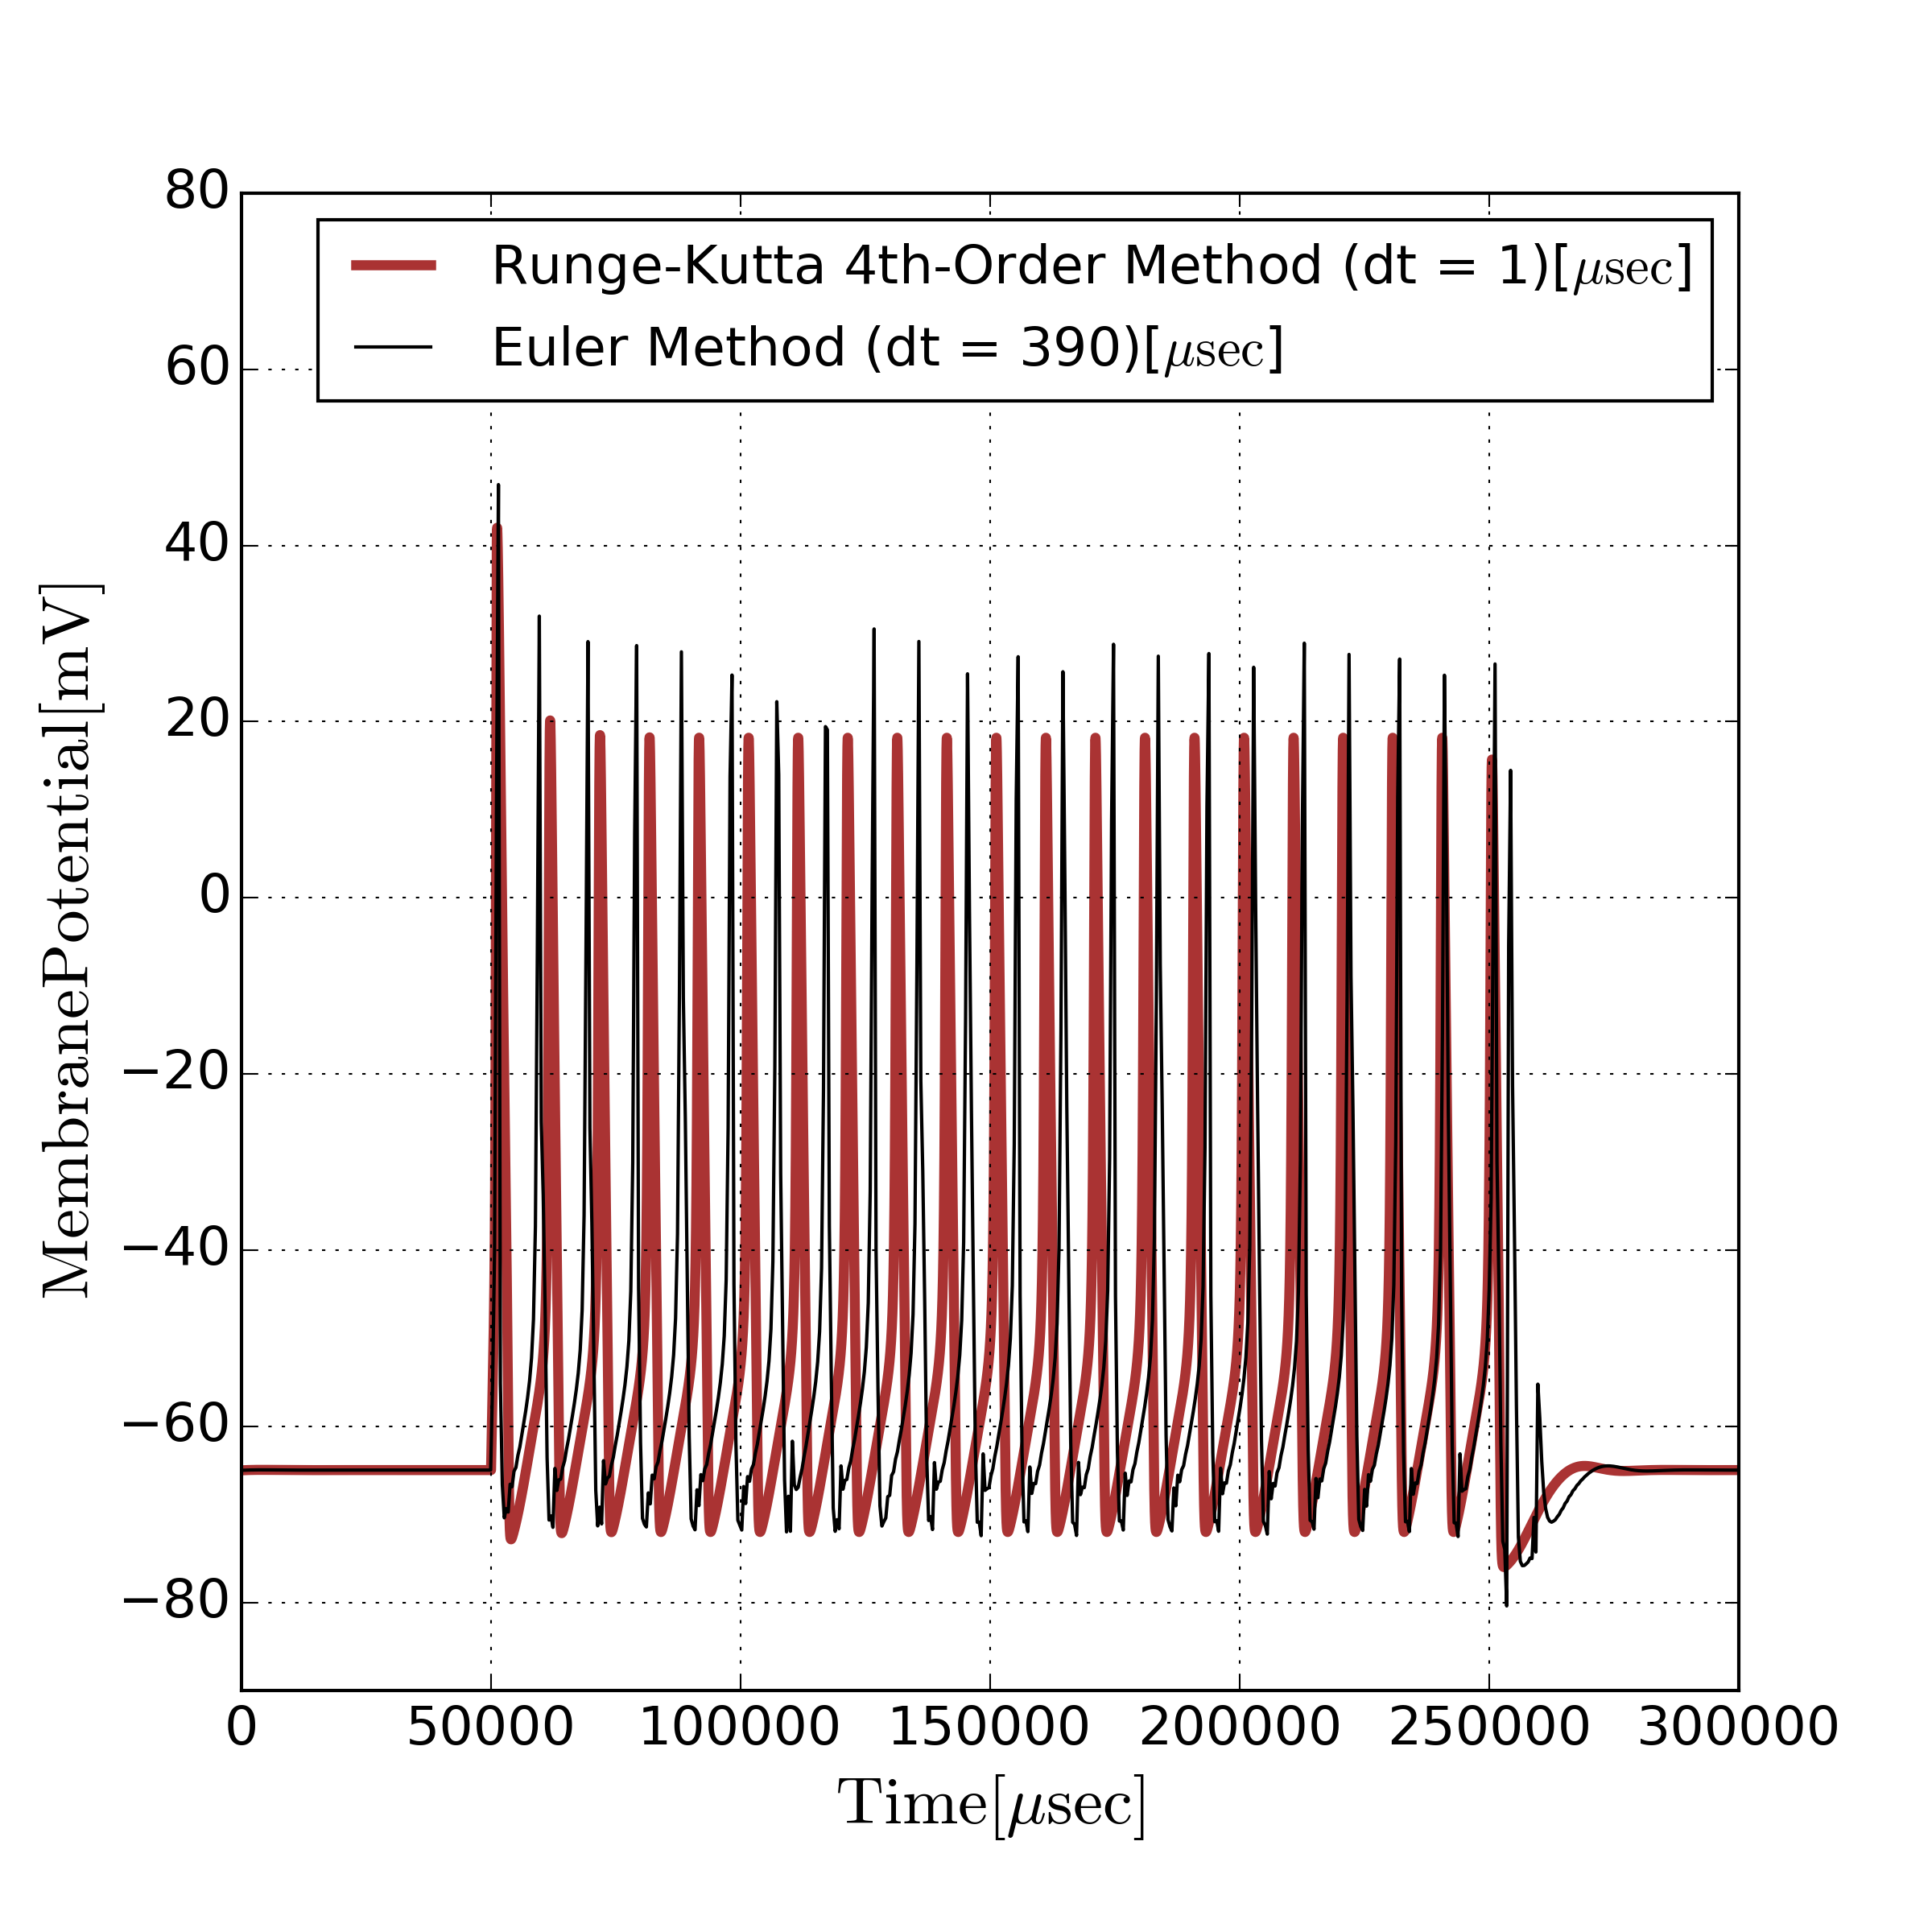 80
60
40
20
0
−20
−40
−60
−80
Runge-Kutta 4th-Order Method (dt = 1)[μsec]
Euler Method (dt = 390)[μsec]
MembranePotential[mV]
0 50000 100000 150000 200000 250000 300000
Time[μsec]